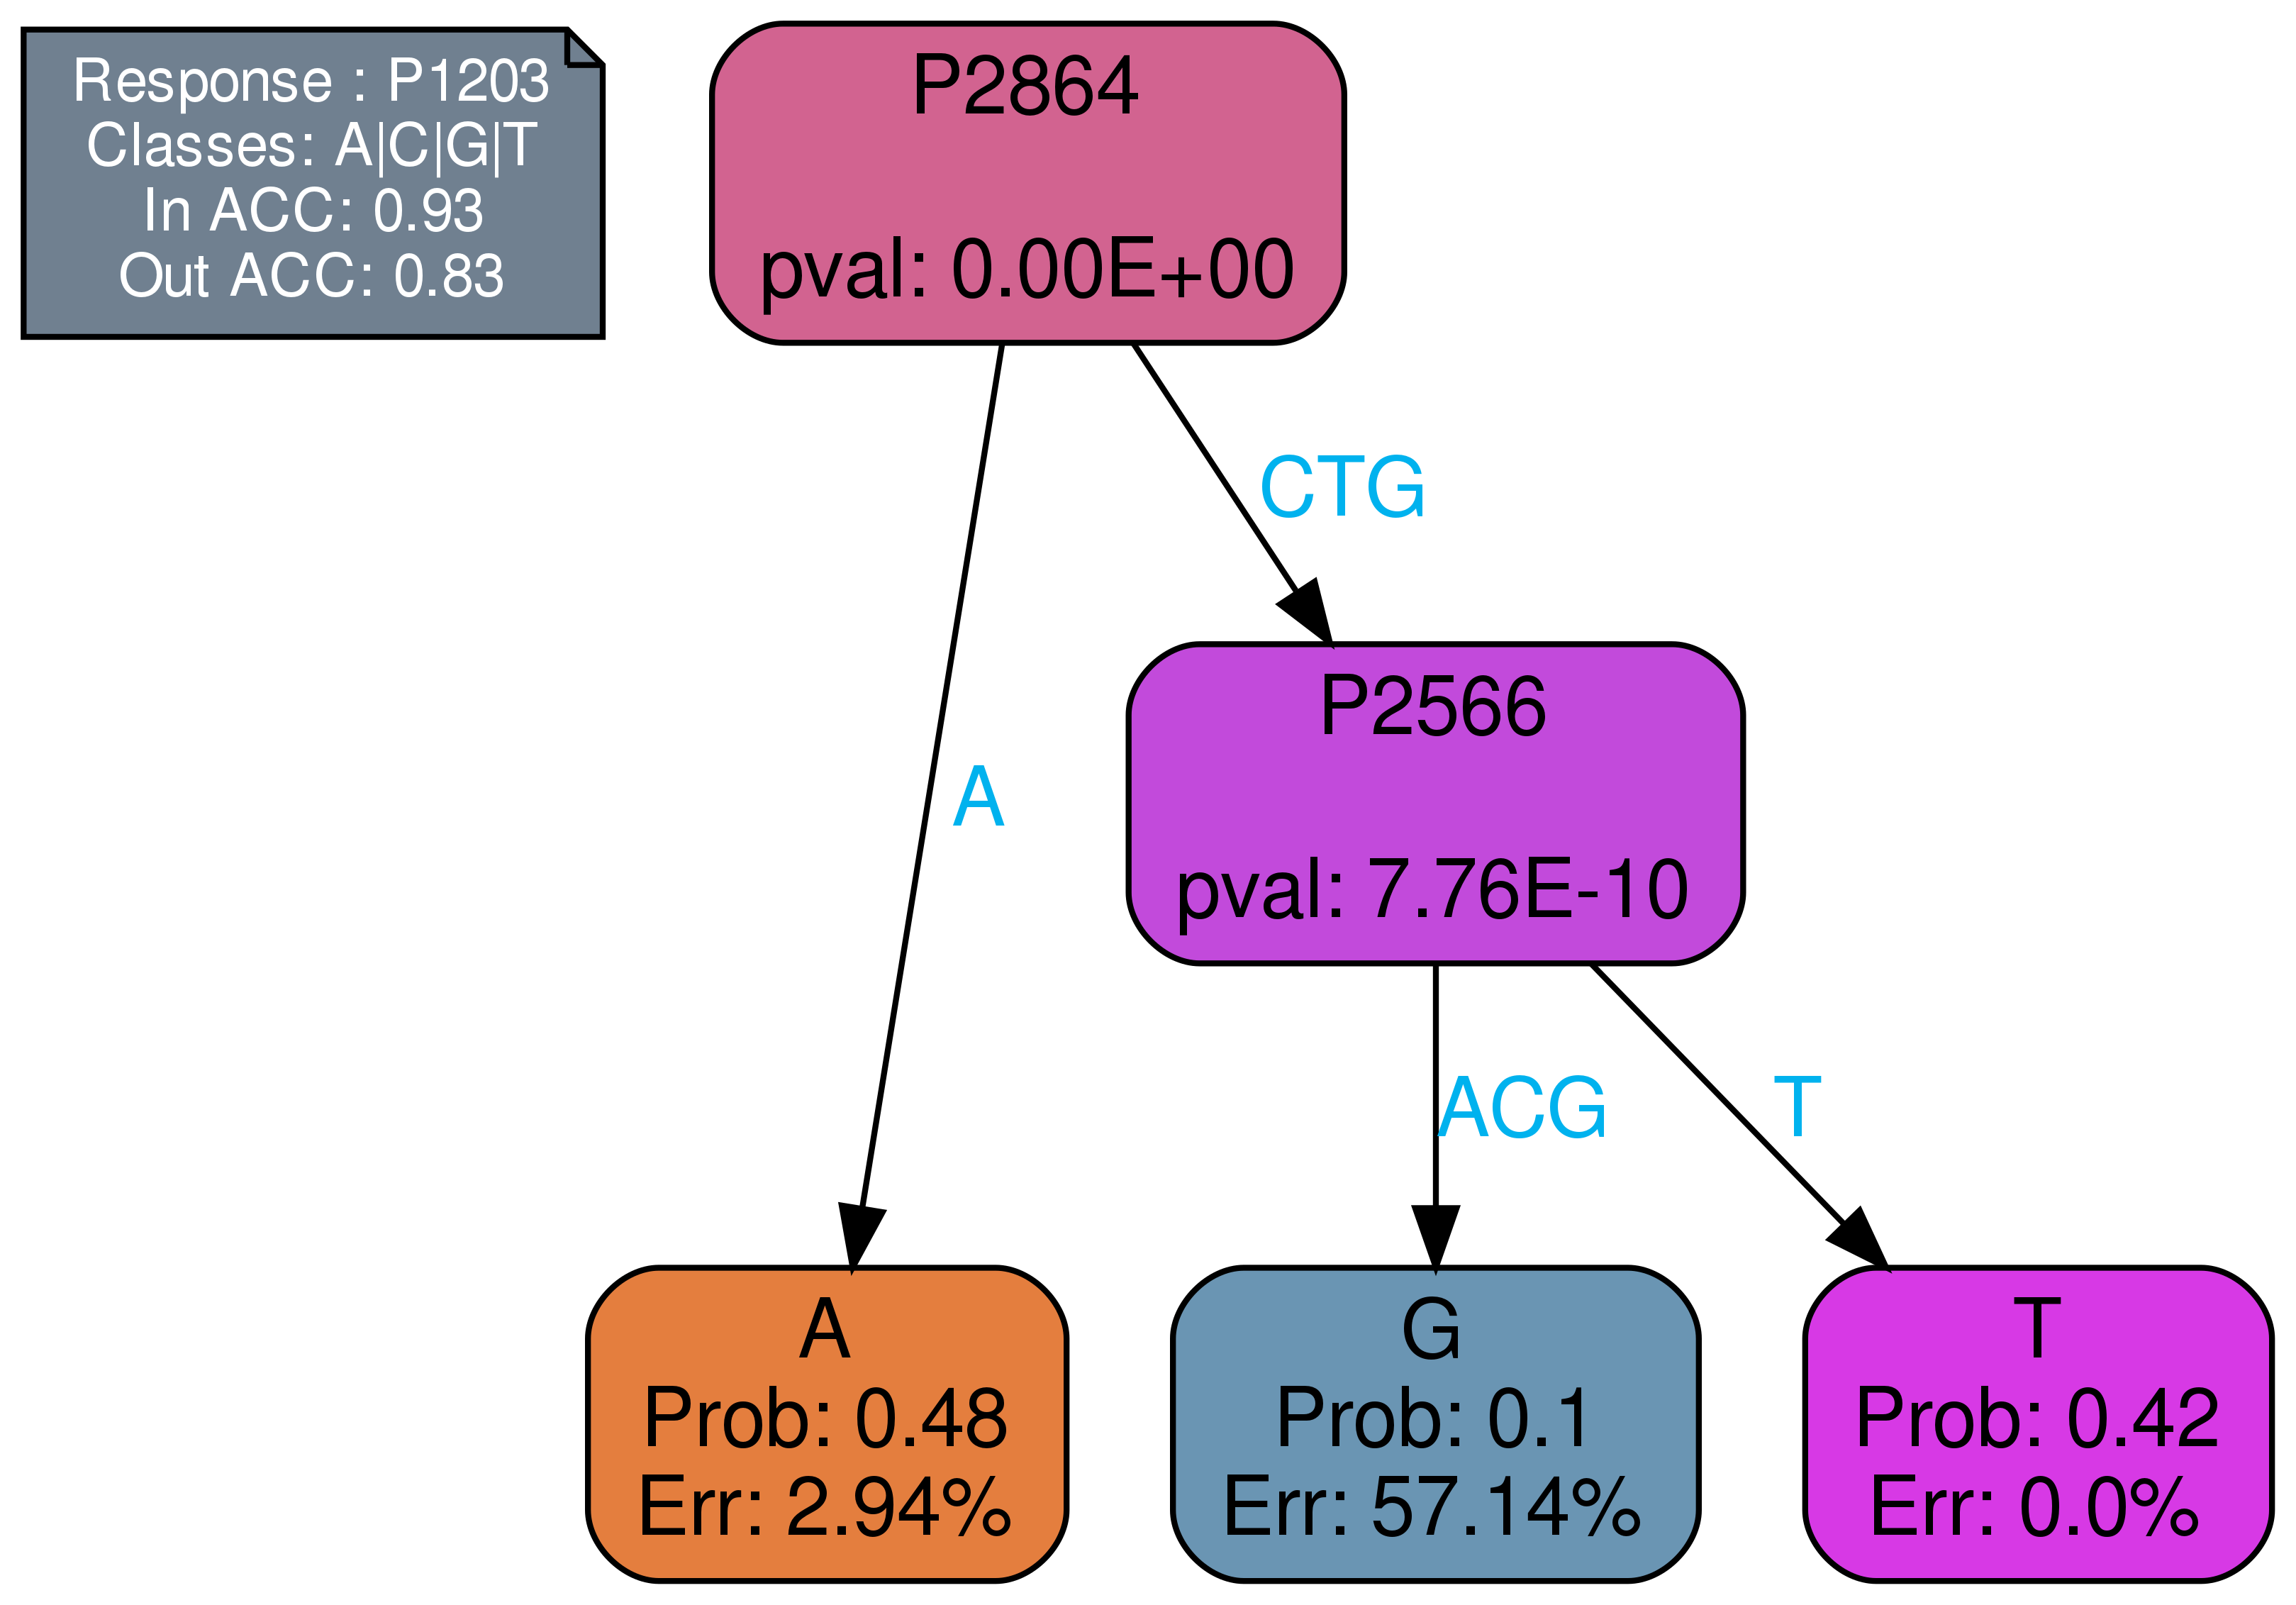 Response : P1203
Classes: A|C|G|T
In ACC: 0.93
Out ACC: 0.83
P2864
pval: 0.00E+00
CTG
A
P2566
pval: 7.76E-10
ACG
T
A
Prob: 0.48
Err: 2.94%
G
Prob: 0.1
Err: 57.14%
T
Prob: 0.42
Err: 0.0%